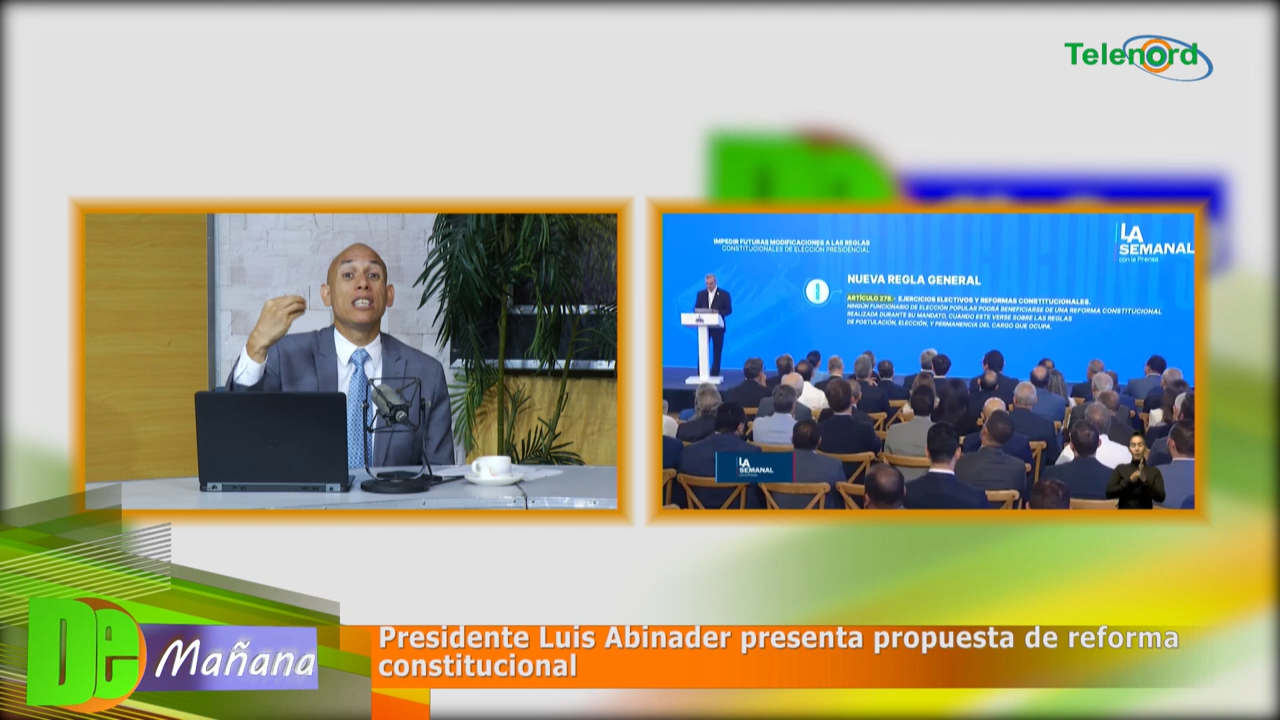 Telenord
IMPEDIR FUTURAS MODIFICACIONES A LAS REGLAS
CONSTITUCIONALES DE ELECCIÓN PRESIDENCIAL
LA
SEMANAL
con la Prensa
NUEVA REGLA GENERAL
ARTÍCULO 278.- EJERCICIOS ELECTIVOS Y REFORMAS CONSTITUCIONALES.
NINGÚN FUNCIONARIO DE ELECCIÓN POPULAR PODRÁ BENEFICIARSE DE UNA REFORMA CONSTITUCIONAL
REALIZADA DURANTE SU MANDATO, CUANDO ESTE VERSE SOBRE LAS REGLAS
DE POSTULACIÓN, ELECCIÓN, Y PERMANENCIA DEL CARGO QUE OCUPA.
LA
SEMANAL
De
Mañana
Presidente Luis Abinader presenta propuesta de reforma
constitucional